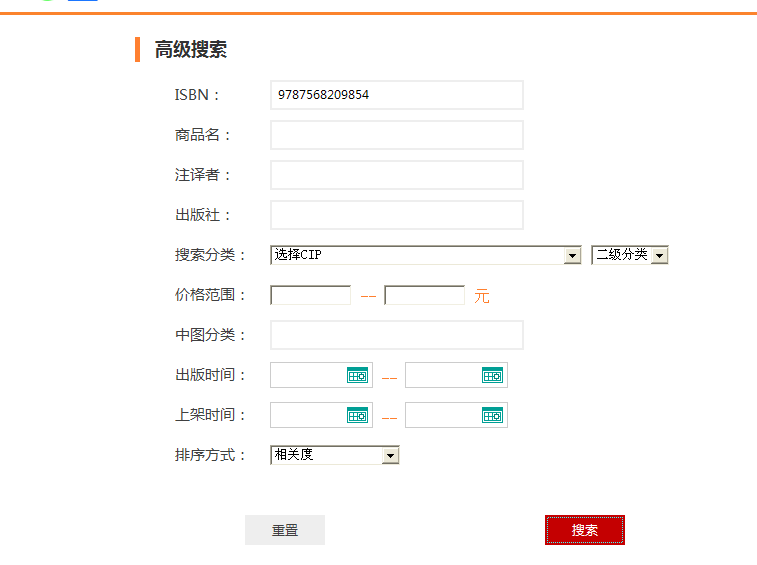 高级搜索
ISBN： 9787568209854
商品名：
注译者：
出版社：
搜索分类： 选择CIP 二级分类
价格范围： -- 元
中图分类：
出版时间： --
上架时间： --
排序方式： 相关度
重置 搜索